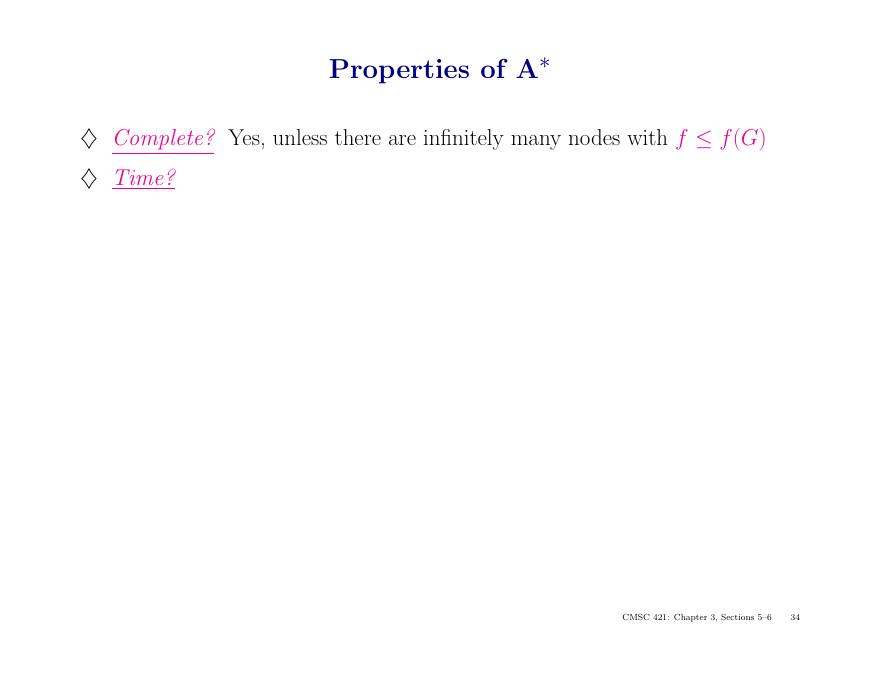 Properties of A*
♢ Complete? Yes, unless there are infinitely many nodes with f ≤ f(G)
♢ Time?
CMSC 421: Chapter 3, Sections 5–6 34